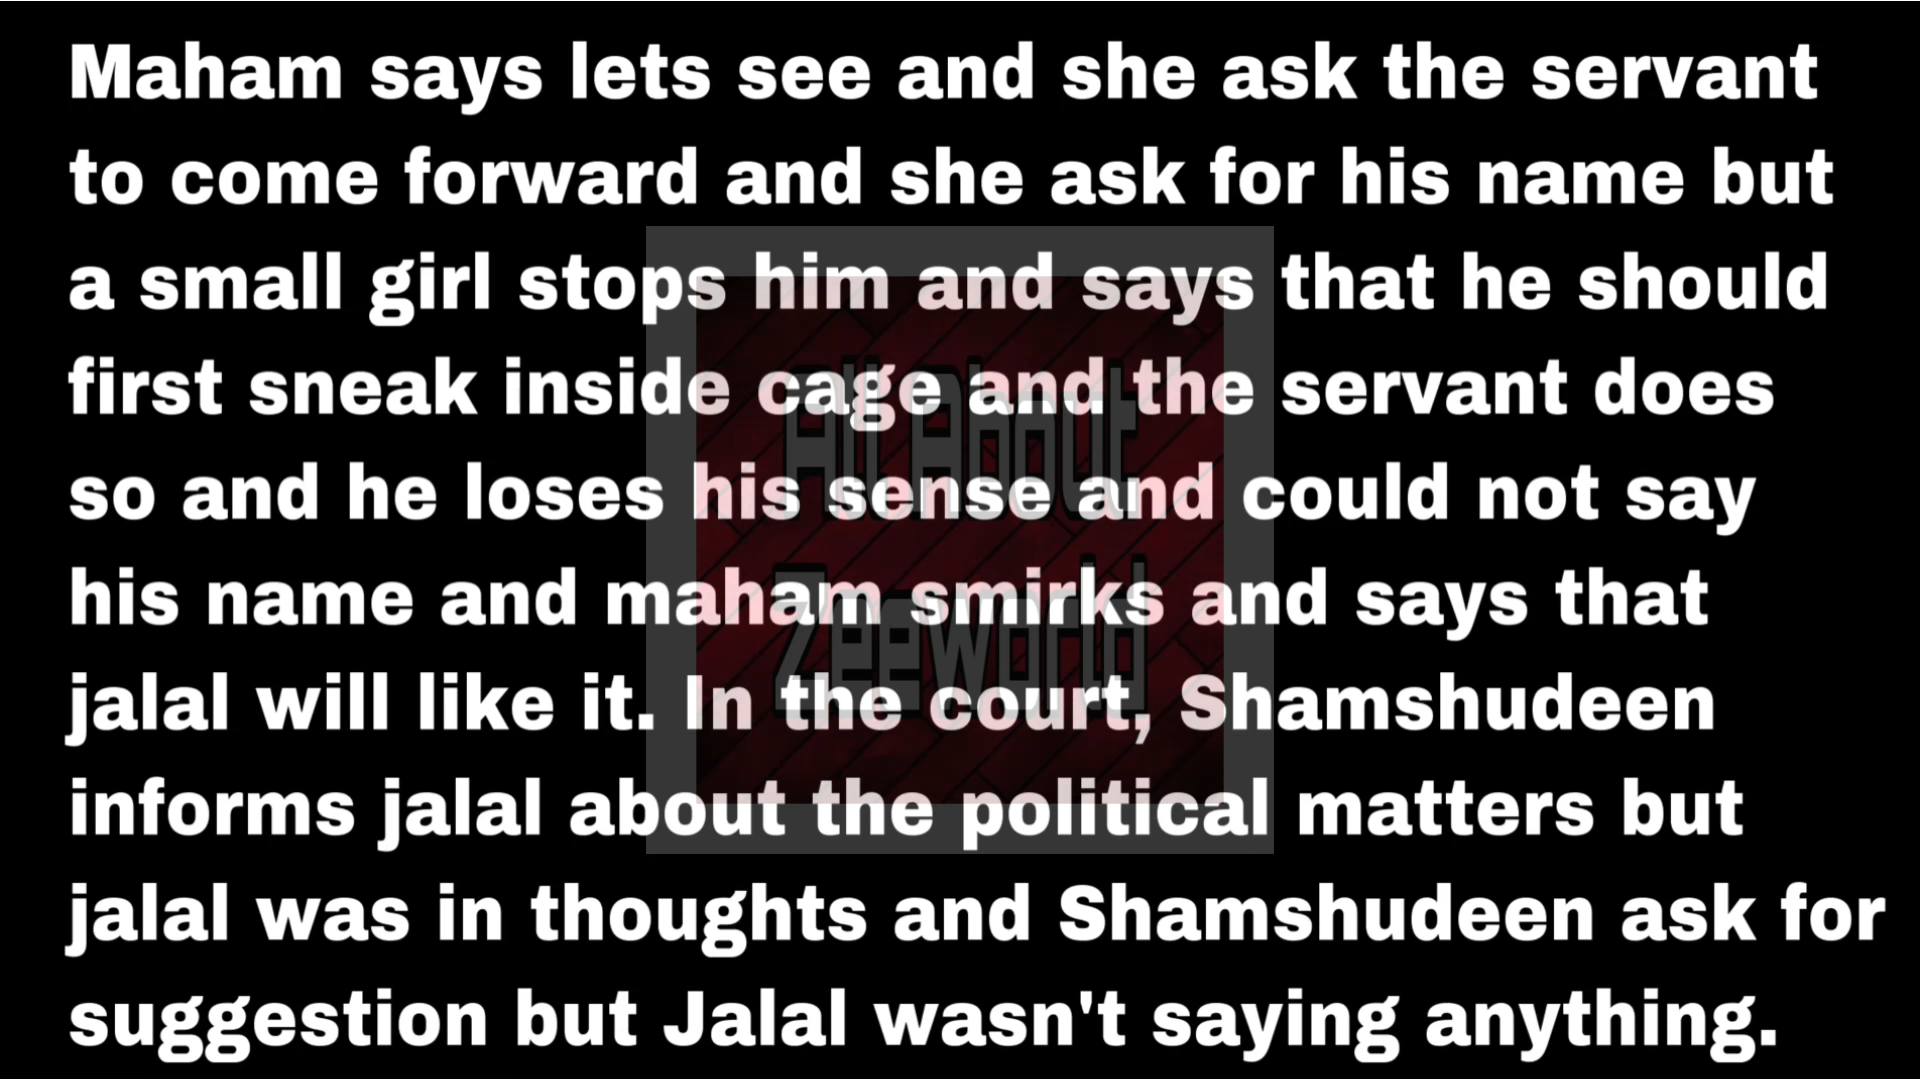 Maham says lets see and she ask the servant
to come forward and she ask for his name but
a small girl stops him and says that he should
first sneak inside cage and the servant does
so and he loses his sense and could not say
his name and maham smirks and says that
jalal will like it. In the court, Shamshudeen
informs jalal about the political matters but
jalal was in thoughts and Shamshudeen ask for
suggestion but Jalal wasn't saying anything.
All About
Zeeworld